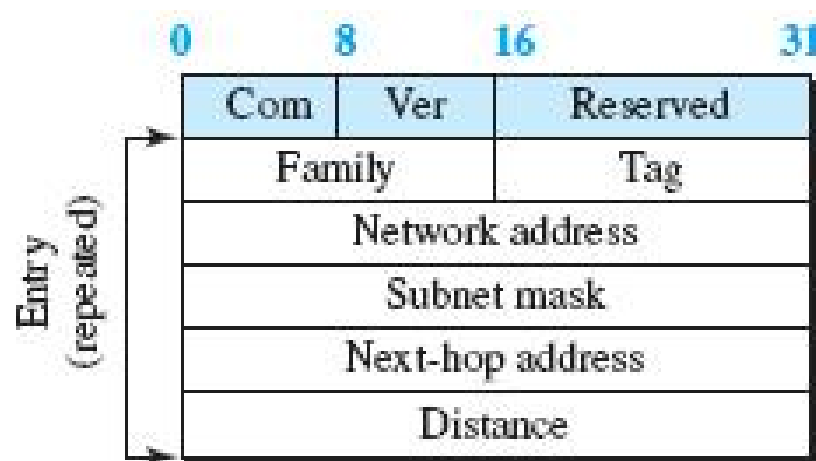 0 8 16 31
Com Ver Reserved
Family Tag
Network address
Subnet mask
Next-hop address
Distance
Entry
(repeated)